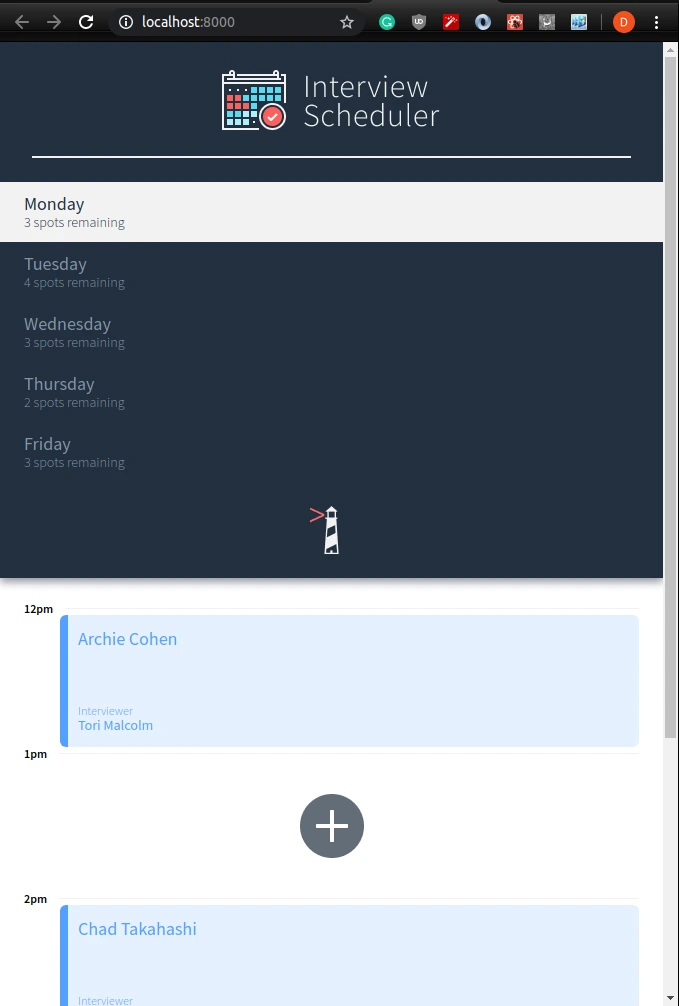 localhost:8000
D
Interview
Scheduler
Monday
3 spots remaining
Tuesday
4 spots remaining
Wednesday
3 spots remaining
Thursday
2 spots remaining
Friday
3 spots remaining
12pm
Archie Cohen
Interviewer
Tori Malcolm
1pm
2pm
Chad Takahashi
Interviewer